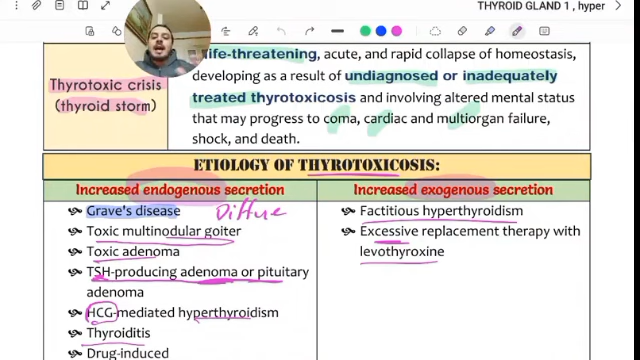 THYROID GLAND 1 , hyper
Thyrotoxic crisis
(thyroid storm)
life-threatening, acute, and rapid collapse of homeostasis,
developing as a result of undiagnosed or inadequately
treated thyrotoxicosis and involving altered mental status
that may progress to coma, cardiac and multiorgan failure,
shock, and death.
ETIOLOGY OF THYROTOXICOSIS:
Increased endogenous secretion
Grave's disease Diffuse
Toxic multinodular goiter
Toxic adenoma
TSH-producing adenoma or pituitary
adenoma
HCG-mediated hyperthyroidism
Thyroiditis
Drug-induced
Increased exogenous secretion
Factitious hyperthyroidism
Excessive replacement therapy with
levothyroxine